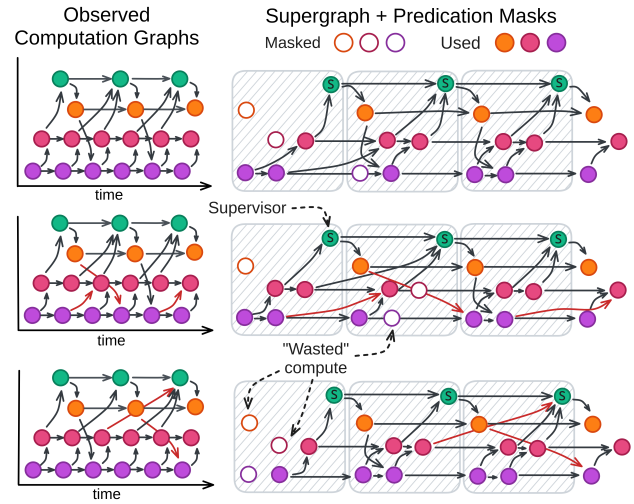 Observed
Computation Graphs
Supergraph + Predication Masks
Masked
Used
S
S
S
time
Supervisor
S
S
S
time
"Wasted"
compute
S
S
S
time